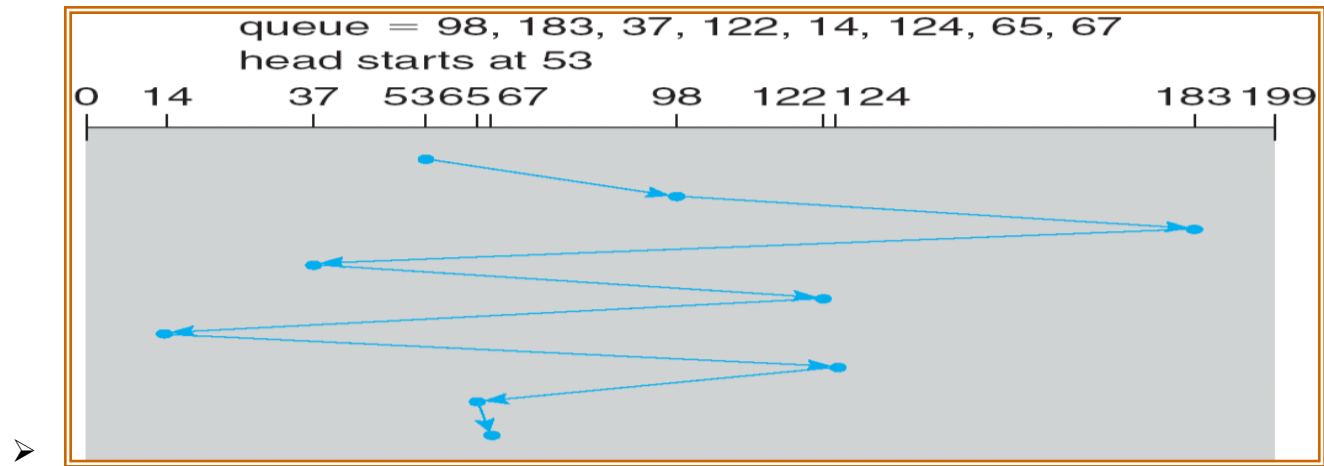 queue = 98, 183, 37, 122, 14, 124, 65, 67
head starts at 53
0 14 37 53 65 67 98 122 124 183 199